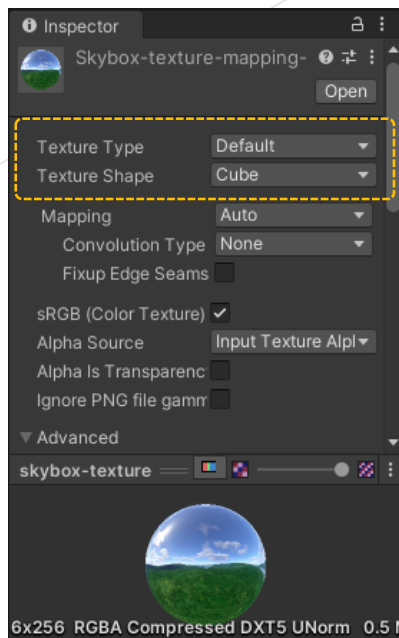 Inspector
Skybox-texture-mapping-
Open
Texture Type Default
Texture Shape Cube
Mapping Auto
Convolution Type None
Fixup Edge Seams
sRGB (Color Texture)
Alpha Source Input Texture Alpl
Alpha Is Transparenc
Ignore PNG file gamm
Advanced
skybox-texture
6x256 RGBA Compressed DXT5 UNorm 0.5 M